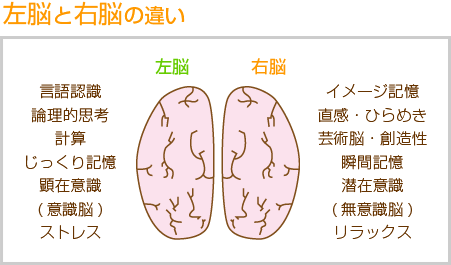 左脳と右脳の違い
左脳
右脳
言語認識
論理的思考
計算
じっくり記憶
顕在意識
(意識脳)
ストレス
イメージ記憶
直感・ひらめき
芸術脳・創造性
瞬間記憶
潜在意識
(無意識脳)
リラックス